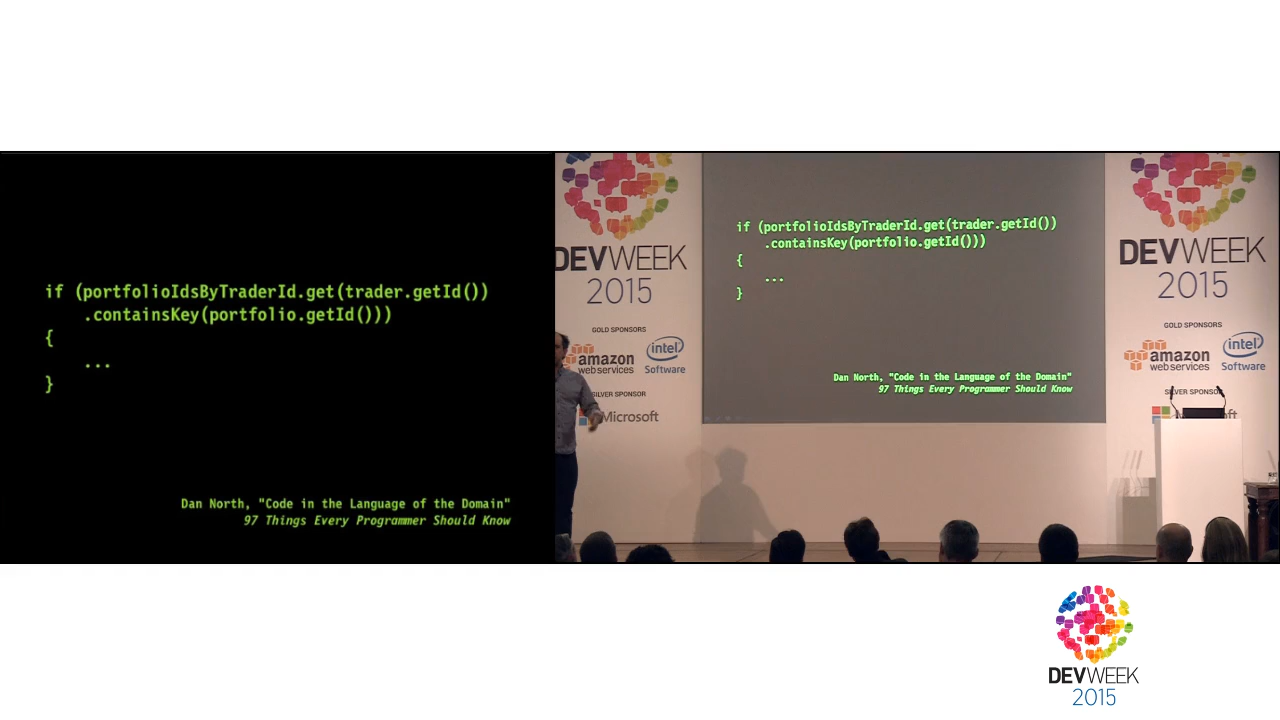 if (portfolioIdsByTraderId.get(trader.getId())
    .containsKey(portfolio.getId()))
{
    ...
}
Dan North, "Code in the Language of the Domain"
97 Things Every Programmer Should Know
DEVWEEK
2015
GOLD SPONSORS
amazon
web services
intel
Software
SILVER SPONSOR
Microsoft
if (portfolioIdsByTraderId.get(trader.getId())
    .containsKey(portfolio.getId()))
{
    ...
}
Dan North, "Code in the Language of the Domain"
97 Things Every Programmer Should Know
DEVWEEK
2015
GOLD SPONSORS
amazon
web services
intel
Software
SILVER SPONSOR
DEVWEEK
2015